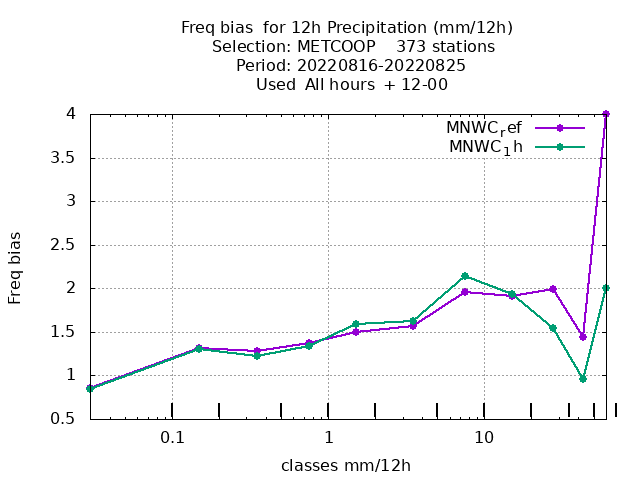 Freq bias  for 12h Precipitation (mm/12h)
Selection: METCOOP    373 stations
Period: 20220816-20220825
Used  All hours  + 12-00
MNWCref
MNWC1h
4
3.5
3
2.5
2
1.5
1
0.5
Freq bias
0.1
1
10
classes mm/12h